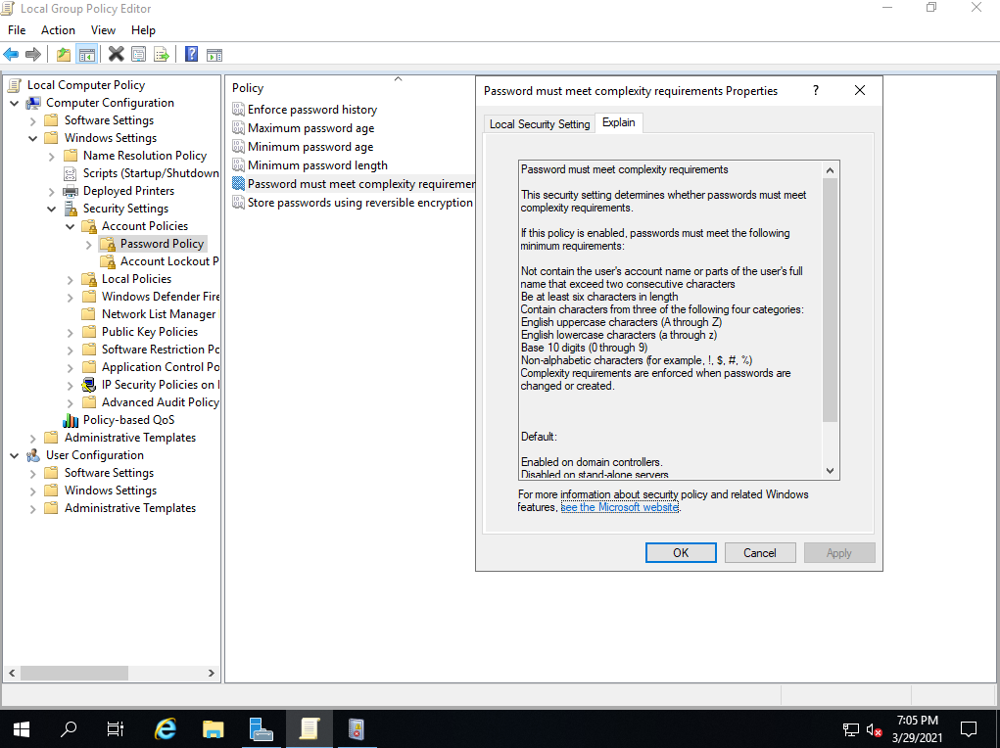 Local Group Policy Editor
File Action View Help
Local Computer Policy
Computer Configuration
Software Settings
Windows Settings
Name Resolution Policy
Scripts (Startup/Shutdown
Deployed Printers
Security Settings
Account Policies
Password Policy
Account Lockout P
Local Policies
Windows Defender Fire
Network List Manager
Public Key Policies
Software Restriction Po
Application Control Po
IP Security Policies on
Advanced Audit Policy
Policy-based QoS
Administrative Templates
User Configuration
Software Settings
Windows Settings
Administrative Templates
Policy
Enforce password history
Maximum password age
Minimum password age
Minimum password length
Password must meet complexity requiremen
Store passwords using reversible encryption
Password must meet complexity requirements Properties ?
Local Security Setting Explain
Password must meet complexity requirements
This security setting determines whether passwords must meet
complexity requirements.
If this policy is enabled, passwords must meet the following
minimum requirements:
Not contain the user's account name or parts of the user's full
name that exceed two consecutive characters
Be at least six characters in length
Contain characters from three of the following four categories:
English uppercase characters (A through Z)
English lowercase characters (a through z)
Base 10 digits (0 through 9)
Non-alphabetic characters (for example, !, $, #, %)
Complexity requirements are enforced when passwords are
changed or created.
Default:
Enabled on domain controllers.
Disabled on stand-alone servers.
For more information about security policy and related Windows
features, see the Microsoft website.
OK Cancel Apply
7:05 PM
3/29/2021